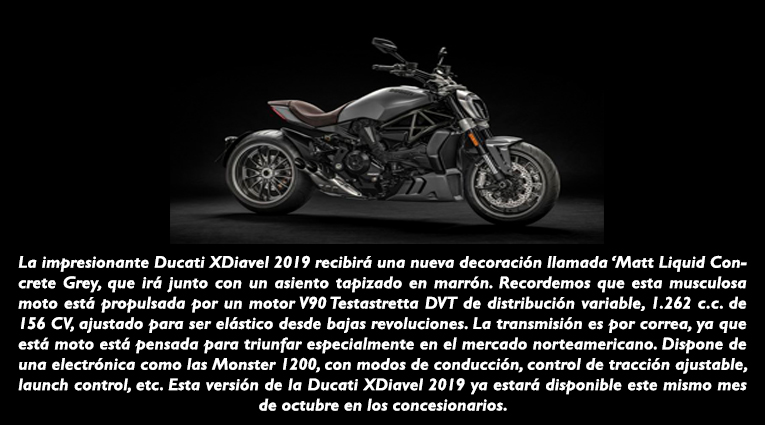 La impresionante Ducati XDiavel 2019 recibirá una nueva decoración llamada ‘Matt Liquid Con-
crete Grey, que irá junto con un asiento tapizado en marrón. Recordemos que esta musculosa
moto está propulsada por un motor V90 Testastretta DVT de distribución variable, 1.262 c.c. de
156 CV, ajustado para ser elástico desde bajas revoluciones. La transmisión es por correa, ya que
está moto está pensada para triunfar especialmente en el mercado norteamericano. Dispone de
una electrónica como las Monster 1200, con modos de conducción, control de tracción ajustable,
launch control, etc. Esta versión de la Ducati XDiavel 2019 ya estará disponible este mismo mes
de octubre en los concesionarios.